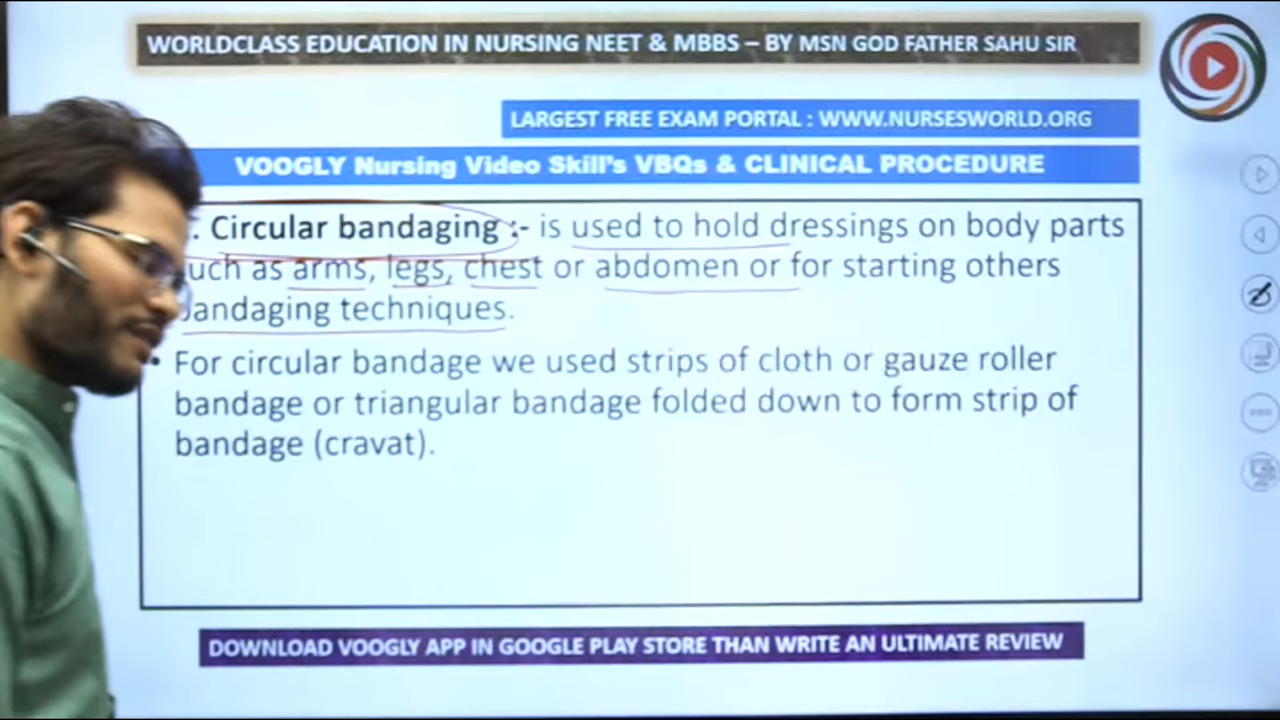 WORLDCLASS EDUCATION IN NURSING NEET & MBBS – BY MSN GOD FATHER SAHU SIR
LARGEST FREE EXAM PORTAL : WWW.NURSESWORLD.ORG
VOOGLY Nursing Video Skill's VBQs & CLINICAL PROCEDURE
. Circular bandaging :- is used to hold dressings on body parts
uch as arms, legs, chest or abdomen or for starting others
bandaging techniques.
• For circular bandage we used strips of cloth or gauze roller
bandage or triangular bandage folded down to form strip of
bandage (cravat).
DOWNLOAD VOOGLY APP IN GOOGLE PLAY STORE THAN WRITE AN ULTIMATE REVIEW